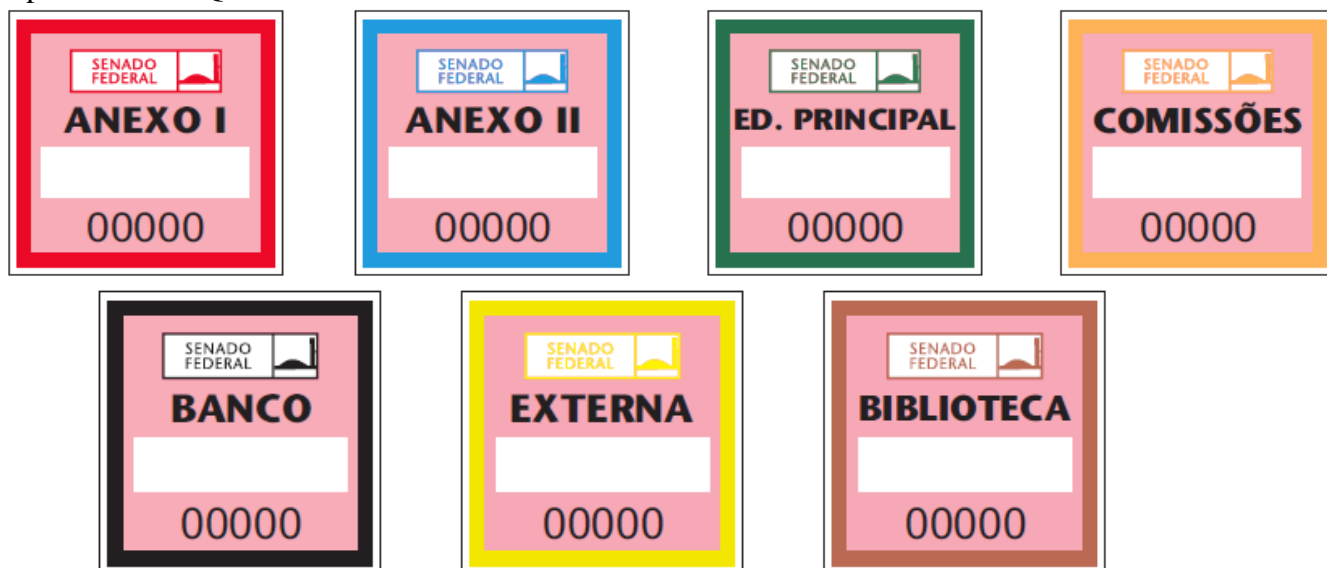 SENADO
FEDERAL
ANEXO I
00000
SENADO
FEDERAL
ANEXO II
00000
SENADO
FEDERAL
ED. PRINCIPAL
00000
SENADO
FEDERAL
COMISSÕES
00000
SENADO
FEDERAL
BANCO
00000
SENADO
FEDERAL
EXTERNA
00000
SENADO
FEDERAL
BIBLIOTECA
00000